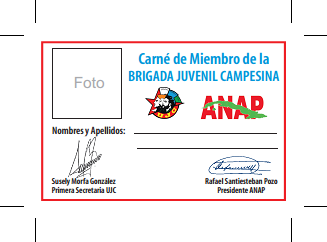 Carné de Miembro de la
BRIGADA JUVENIL CAMPESINA
Foto
ANAP
Nombres y Apellidos:
Susely Morfa González
Primera Secretaria UJC
Rafael Santiesteban Pozo
Presidente ANAP